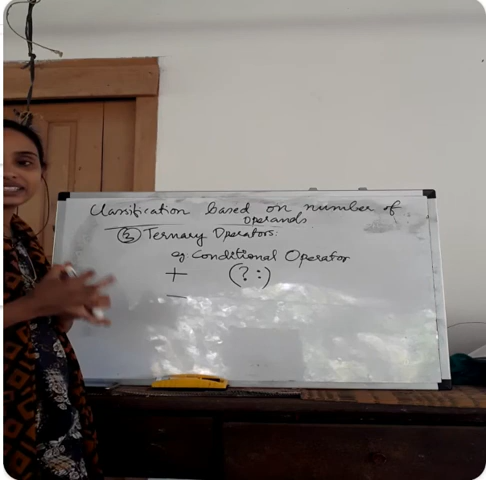 Classification based on number of
operands
③ Ternary Operators:
eg Conditional Operator
+ (? :)
−